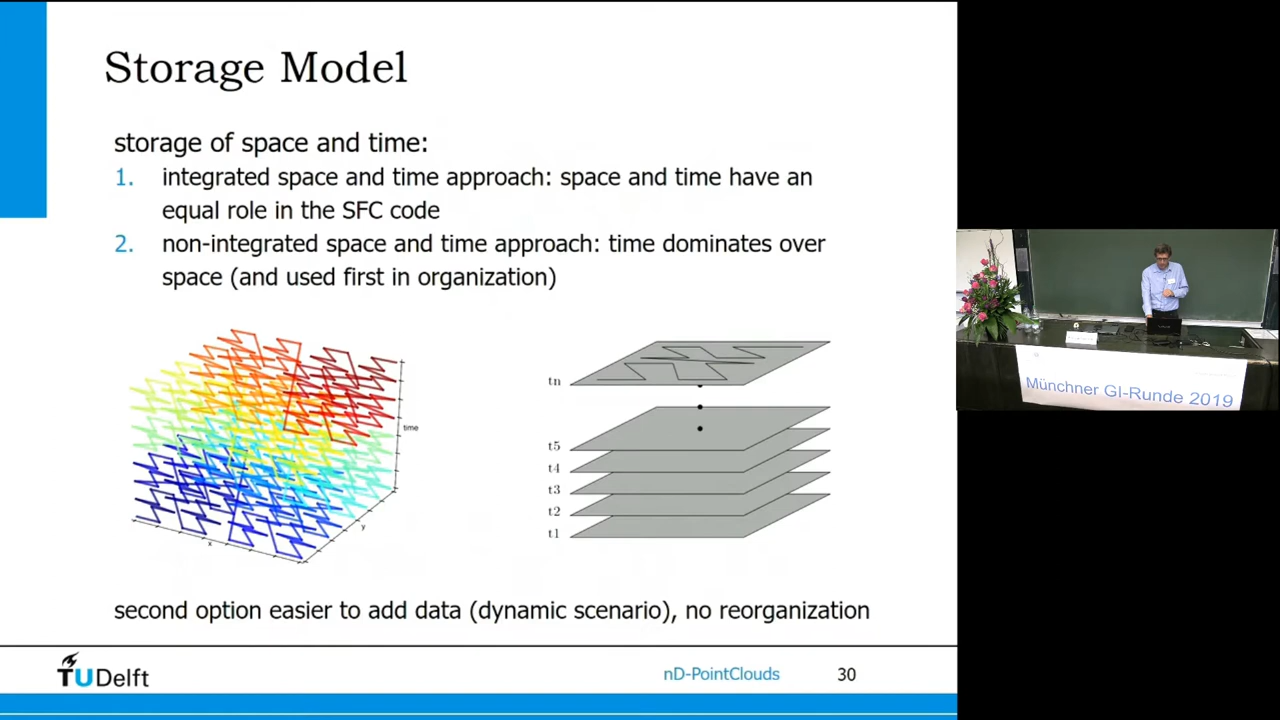 Storage Model
storage of space and time:
1. integrated space and time approach: space and time have an
equal role in the SFC code
2. non-integrated space and time approach: time dominates over
space (and used first in organization)
time
y
x
tn
t5
t4
t3
t2
t1
second option easier to add data (dynamic scenario), no reorganization
TUDelft
nD-PointClouds
30
Münchner GI-Runde 2019